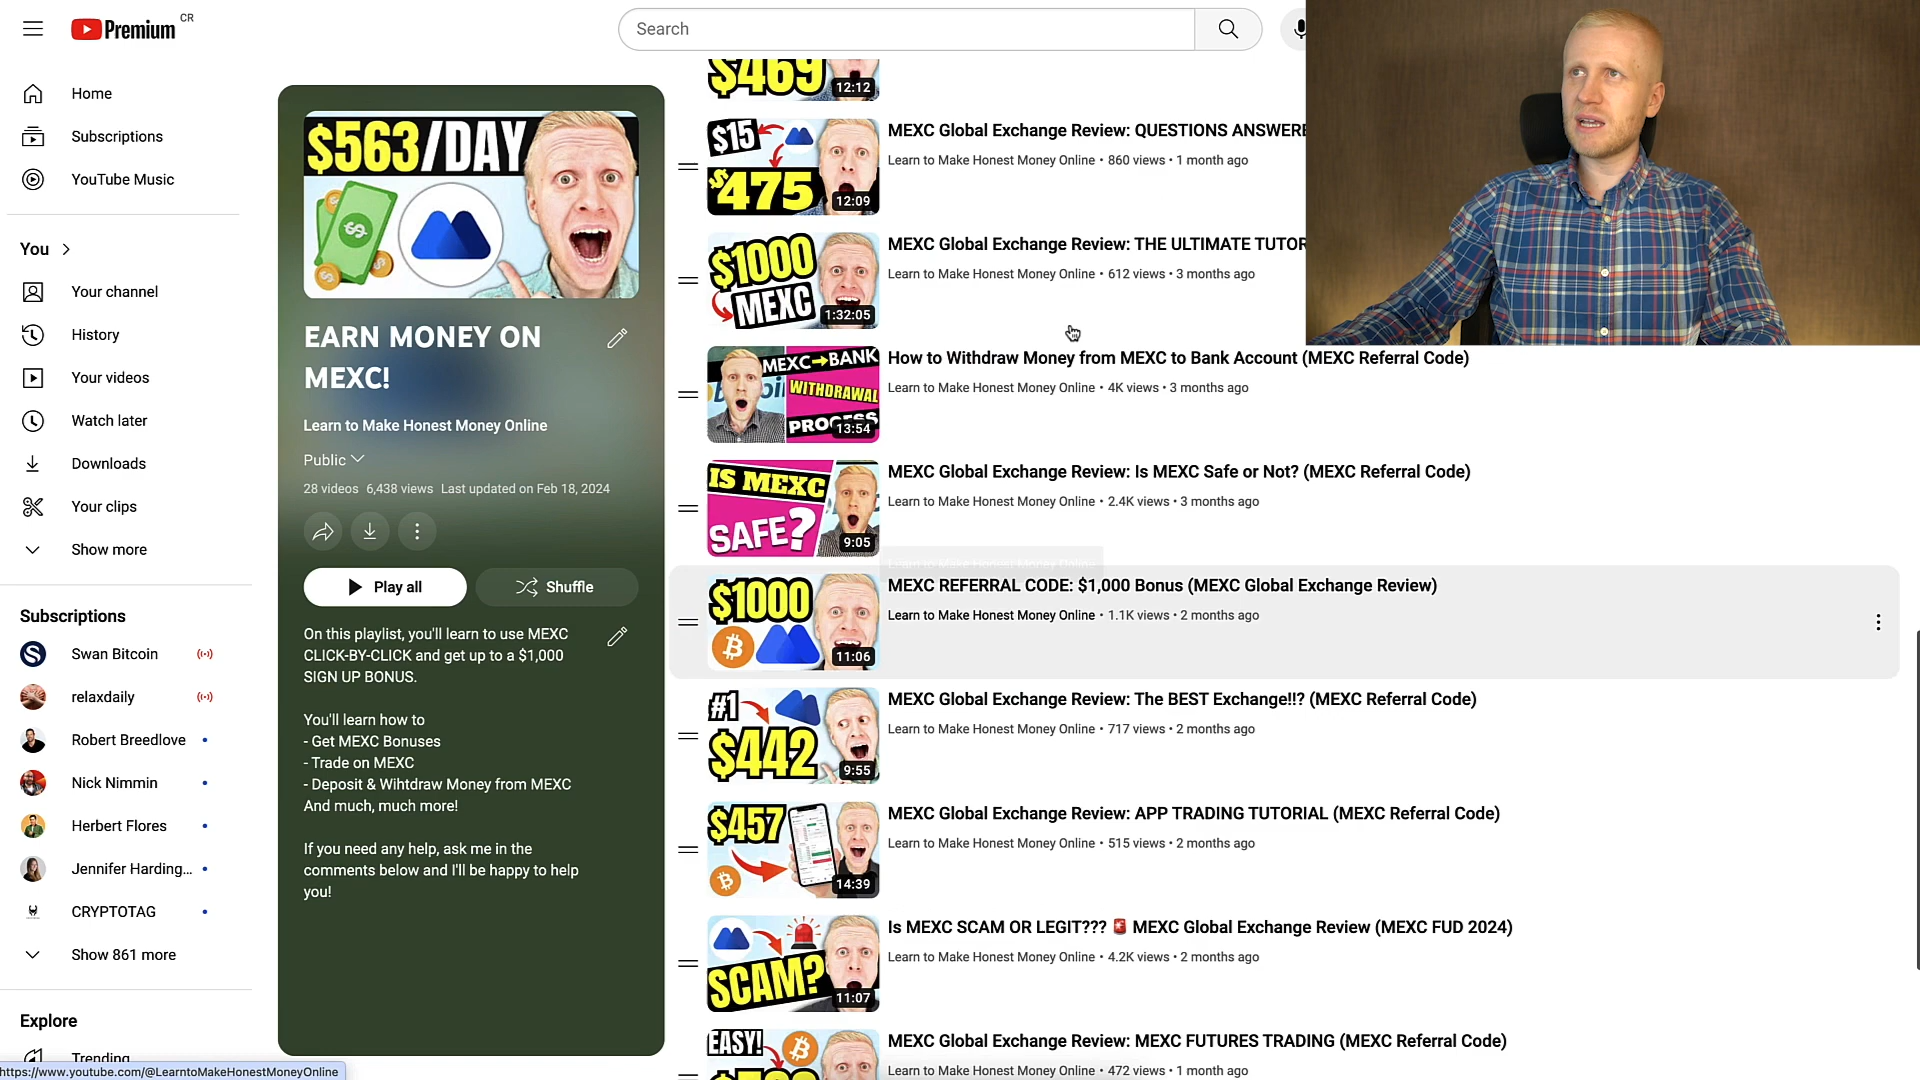 Premium CR
Search
Home
Subscriptions
YouTube Music
You
Your channel
History
Your videos
Watch later
Downloads
Your clips
Show more
Subscriptions
Swan Bitcoin
relaxdaily
Robert Breedlove
Nick Nimmin
Herbert Flores
Jennifer Harding...
CRYPTOTAG
Show 861 more
Explore
Trending
https://www.youtube.com/@LearntoMakeHonestMoneyOnline
$563/DAY
EARN MONEY ON
MEXC!
Learn to Make Honest Money Online
Public
28 videos 6,438 views Last updated on Feb 18, 2024
Play all
Shuffle
On this playlist, you'll learn to use MEXC
CLICK-BY-CLICK and get up to a $1,000
SIGN UP BONUS.
You'll learn how to
- Get MEXC Bonuses
- Trade on MEXC
- Deposit & Wihtdraw Money from MEXC
And much, much more!
If you need any help, ask me in the
comments below and I'll be happy to help
you!
$469
12:12
$15
$475
12:09
MEXC Global Exchange Review: QUESTIONS ANSWERE
Learn to Make Honest Money Online • 860 views • 1 month ago
$1000
MEXC
1:32:05
MEXC Global Exchange Review: THE ULTIMATE TUTOR
Learn to Make Honest Money Online • 612 views • 3 months ago
MEXC BANK
WITHDRAWAL
PROCESS
13:54
How to Withdraw Money from MEXC to Bank Account (MEXC Referral Code)
Learn to Make Honest Money Online • 4K views • 3 months ago
IS MEXC
SAFE?
9:05
MEXC Global Exchange Review: Is MEXC Safe or Not? (MEXC Referral Code)
Learn to Make Honest Money Online • 2.4K views • 3 months ago
Learn to Make Honest Money Online
$1000
11:06
MEXC REFERRAL CODE: $1,000 Bonus (MEXC Global Exchange Review)
Learn to Make Honest Money Online • 1.1K views • 2 months ago
#1
$442
9:55
MEXC Global Exchange Review: The BEST Exchange!!? (MEXC Referral Code)
Learn to Make Honest Money Online • 717 views • 2 months ago
$457
14:39
MEXC Global Exchange Review: APP TRADING TUTORIAL (MEXC Referral Code)
Learn to Make Honest Money Online • 515 views • 2 months ago
SCAM?
11:07
Is MEXC SCAM OR LEGIT??? 🚨 MEXC Global Exchange Review (MEXC FUD 2024)
Learn to Make Honest Money Online • 4.2K views • 2 months ago
EASY!
MEXC Global Exchange Review: MEXC FUTURES TRADING (MEXC Referral Code)
Learn to Make Honest Money Online • 472 views • 1 month ago